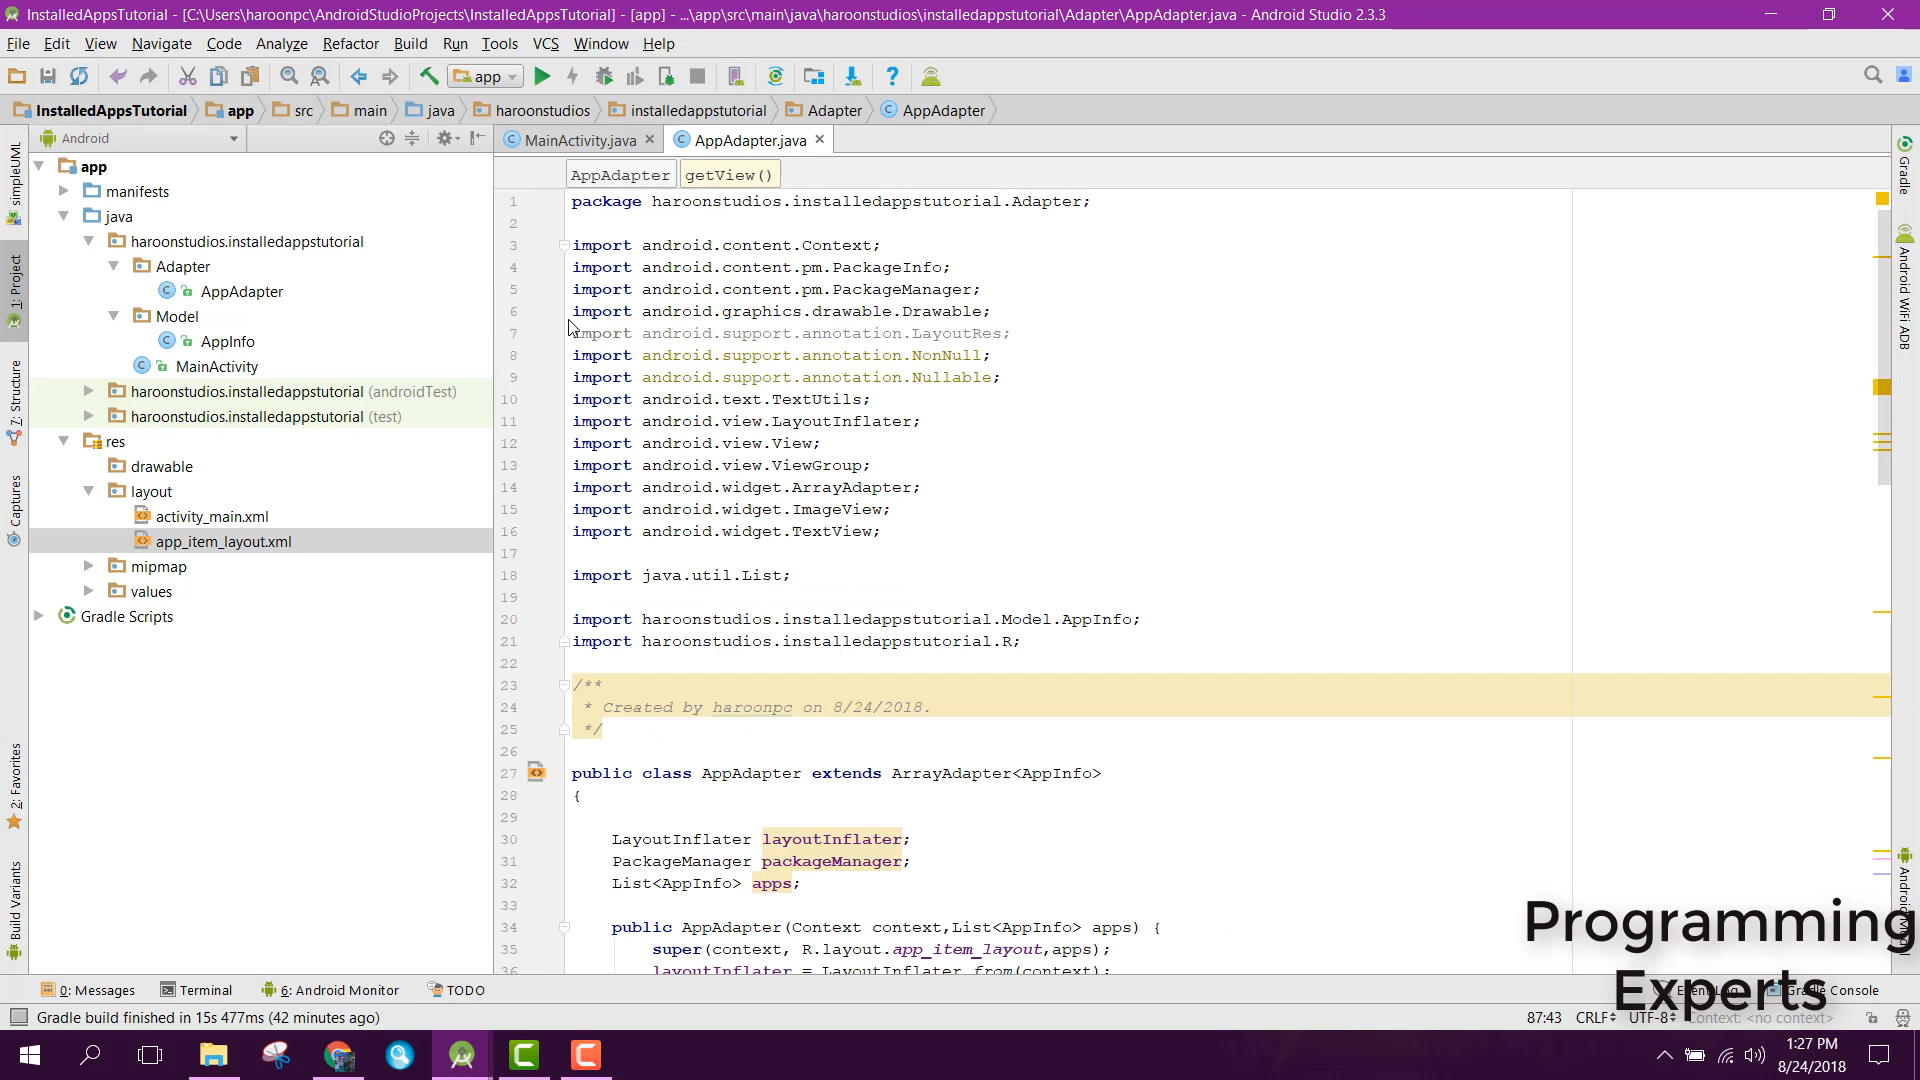 InstalledAppsTutorial - [C:\Users\haroonpc\AndroidStudioProjects\InstalledAppsTutorial] - [app] - ...\app\src\main\java\haroonstudios\installedappstutorial\Adapter\AppAdapter.java - Android Studio 2.3.3
File Edit View Navigate Code Analyze Refactor Build Run Tools VCS Window Help
app
InstalledAppsTutorial app src main java haroonstudios installedappstutorial Adapter AppAdapter
Android
MainActivity.java AppAdapter.java
AppAdapter getView()
simpleUML
1: Project
7: Structure
Captures
2: Favorites
Build Variants
app
manifests
java
haroonstudios.installedappstutorial
Adapter
AppAdapter
Model
AppInfo
MainActivity
haroonstudios.installedappstutorial (androidTest)
haroonstudios.installedappstutorial (test)
res
drawable
layout
activity_main.xml
app_item_layout.xml
mipmap
values
Gradle Scripts
1 package haroonstudios.installedappstutorial.Adapter;
2
3 import android.content.Context;
4 import android.content.pm.PackageInfo;
5 import android.content.pm.PackageManager;
6 import android.graphics.drawable.Drawable;
7 import android.support.annotation.LayoutRes;
8 import android.support.annotation.NonNull;
9 import android.support.annotation.Nullable;
10 import android.text.TextUtils;
11 import android.view.LayoutInflater;
12 import android.view.View;
13 import android.view.ViewGroup;
14 import android.widget.ArrayAdapter;
15 import android.widget.ImageView;
16 import android.widget.TextView;
17
18 import java.util.List;
19
20 import haroonstudios.installedappstutorial.Model.AppInfo;
21 import haroonstudios.installedappstutorial.R;
22
23 /**
24 * Created by haroonpc on 8/24/2018.
25 */
26
27 public class AppAdapter extends ArrayAdapter<AppInfo>
28 {
29
30 LayoutInflater layoutInflater;
31 PackageManager packageManager;
32 List<AppInfo> apps;
33
34 public AppAdapter(Context context,List<AppInfo> apps) {
35 super(context, R.layout.app_item_layout,apps);
36 layoutInflater = LayoutInflater.from(context);
Gradle
Android WiFi ADB
Programming
Experts
0: Messages Terminal 6: Android Monitor TODO Event Log Gradle Console
Gradle build finished in 15s 477ms (42 minutes ago)
87:43 CRLF UTF-8 Context: <no context>
1:27 PM
8/24/2018